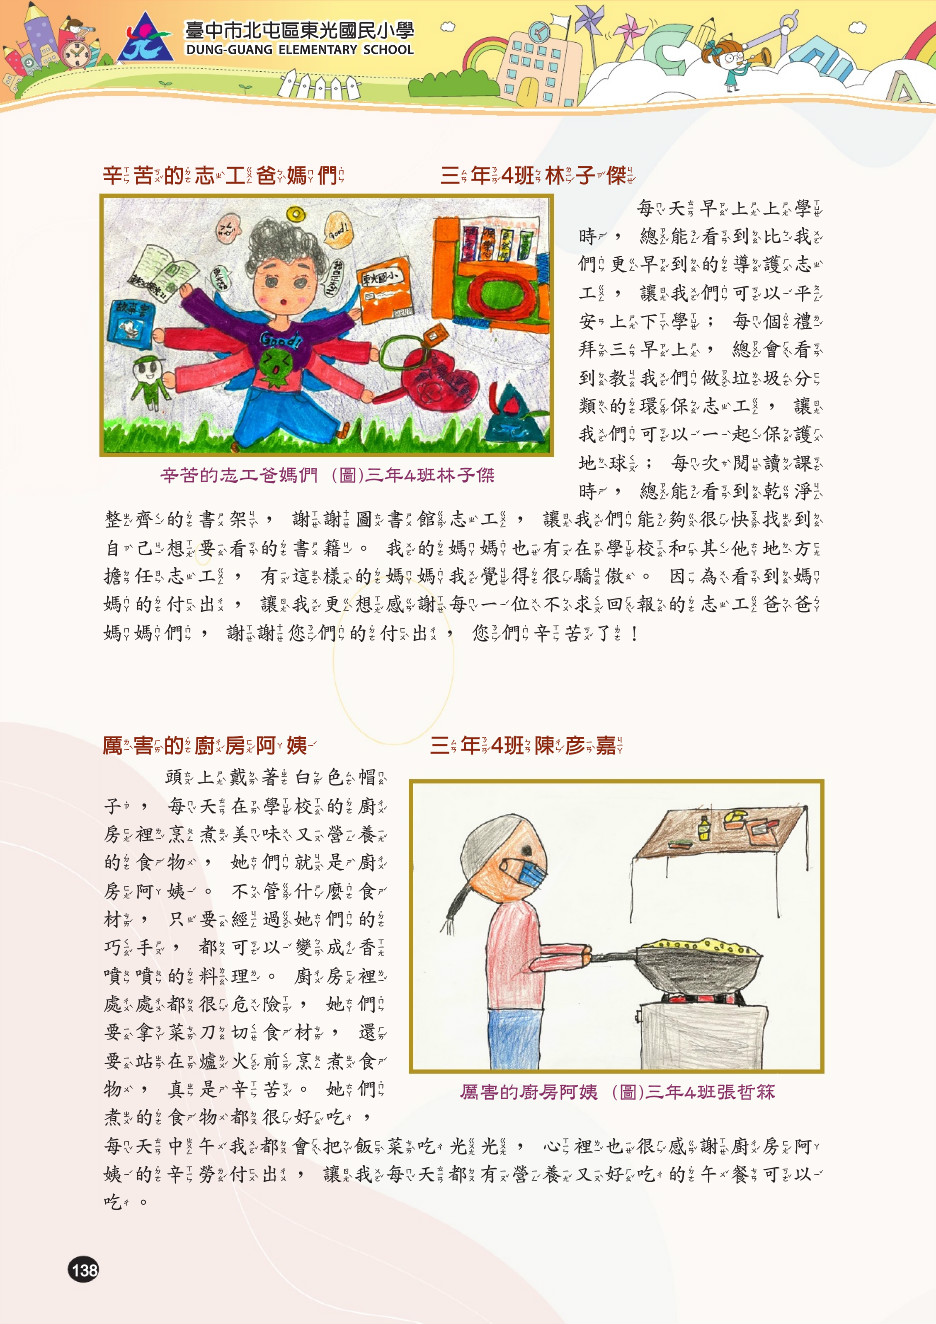 臺中市北屯區東光國民小學
DUNG-GUANG ELEMENTARY SCHOOL
辛苦的志工爸媽們 三年4班林子傑
每天早上上學
時，總能看到比我
們更早到的導護志
工，讓我們可以平
安上下學；每個禮
拜三早上，總會看
到教我們做垃圾分
類的環保志工，讓
我們可以一起保護
地球；每次閱讀課
時，總能看到乾淨
整齊的書架，謝謝圖書館志工，讓我們能夠很快找到
自己想要看的書籍。我的媽媽也有在學校和其他地方
擔任志工，有這樣的媽媽我覺得很驕傲。因為看到媽
媽的付出，讓我更想感謝每一位不求回報的志工爸爸
媽媽們，謝謝您們的付出，您們辛苦了！
Good!
東光國小
辛苦的志工爸媽們 (圖)三年4班林子傑
厲害的廚房阿姨 三年4班陳彥嘉
頭上戴著白色帽
子，每天在學校的廚
房裡烹煮美味又營養
的食物，她們就是廚
房阿姨。不管什麼食
材，只要經過她們的
巧手，都可以變成香
噴噴的料理。廚房裡
處處都很危險，她們
要拿菜刀切食材，還
要站在爐火前烹煮食
物，真是辛苦。她們
煮的食物都很好吃，
每天中午我都會把飯菜吃光光，心裡也很感謝廚房阿
姨的辛勞付出，讓我每天都有營養又好吃的午餐可以
吃。
厲害的廚房阿姨 (圖)三年4班張哲箖
138